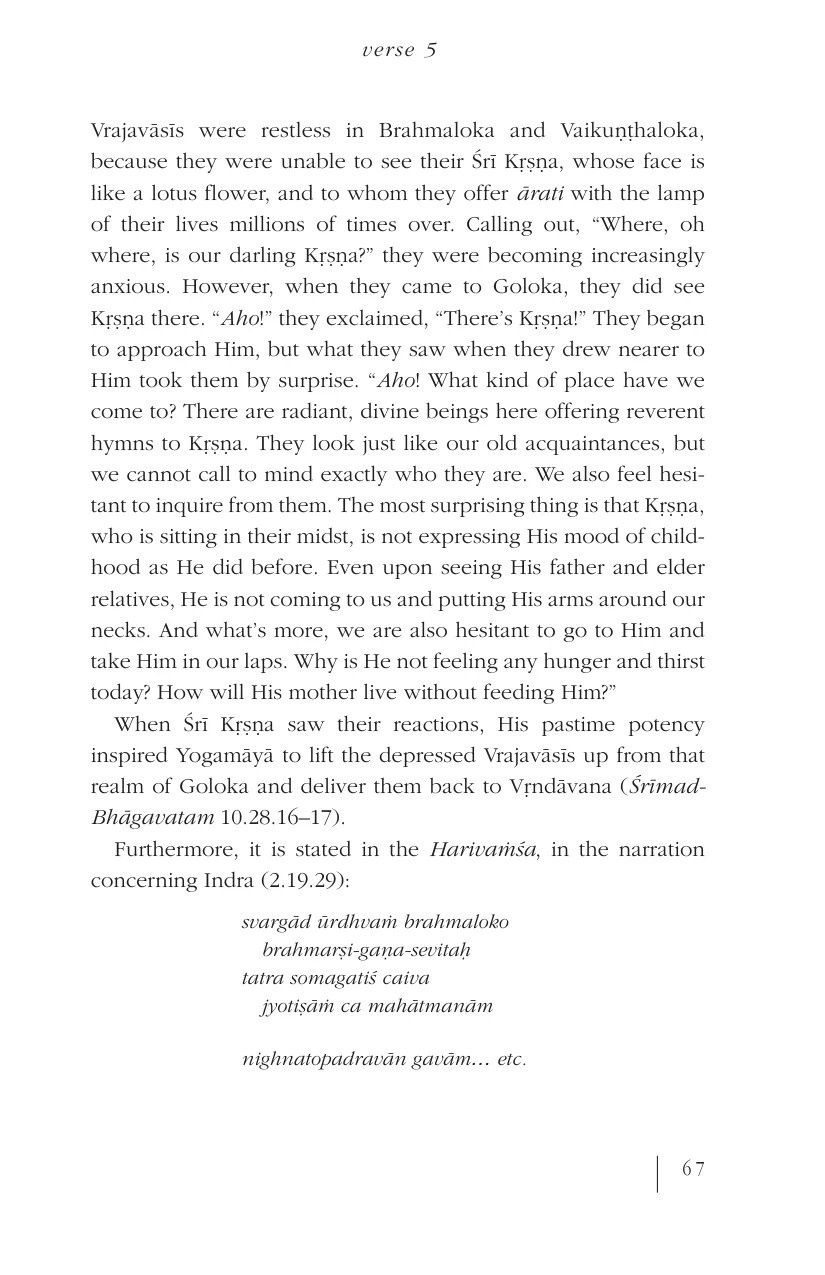 verse 5
Vrajavāsīs were restless in Brahmaloka and Vaikuṇṭhaloka,
because they were unable to see their Śrī Kṛṣṇa, whose face is
like a lotus flower, and to whom they offer ārati with the lamp
of their lives millions of times over. Calling out, “Where, oh
where, is our darling Kṛṣṇa?” they were becoming increasingly
anxious. However, when they came to Goloka, they did see
Kṛṣṇa there. “Aho!” they exclaimed, “There’s Kṛṣṇa!” They began
to approach Him, but what they saw when they drew nearer to
Him took them by surprise. “Aho! What kind of place have we
come to? There are radiant, divine beings here offering reverent
hymns to Kṛṣṇa. They look just like our old acquaintances, but
we cannot call to mind exactly who they are. We also feel hesi-
tant to inquire from them. The most surprising thing is that Kṛṣṇa,
who is sitting in their midst, is not expressing His mood of child-
hood as He did before. Even upon seeing His father and elder
relatives, He is not coming to us and putting His arms around our
necks. And what’s more, we are also hesitant to go to Him and
take Him in our laps. Why is He not feeling any hunger and thirst
today? How will His mother live without feeding Him?”
When Śrī Kṛṣṇa saw their reactions, His pastime potency
inspired Yogamāyā to lift the depressed Vrajavāsīs up from that
realm of Goloka and deliver them back to Vṛndāvana (Śrīmad-
Bhāgavatam 10.28.16–17).
Furthermore, it is stated in the Harivaṁśa, in the narration
concerning Indra (2.19.29):
svargād ūrdhvaṁ brahmaloko
brahmarṣi-gaṇa-sevitaḥ
tatra somagatiś caiva
jyotiṣāṁ ca mahātmanām
nighnatopadravān gavām... etc.
67